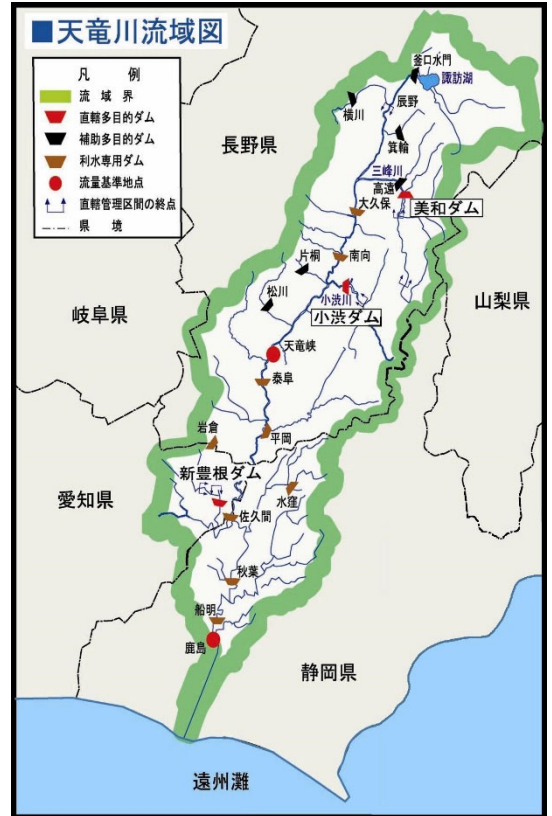 ■天竜川流域図
凡 例
流 域 界
直轄多目的ダム
補助多目的ダム
利水専用ダム
流量基準地点
直轄管理区間の終点
県 境
釜口水門
諏訪湖
辰野
横川
箕輪
長野県
三峰川
高遠
大久保
美和ダム
片桐
南向
松川
小渋川
小渋ダム
山梨県
岐阜県
天竜峡
泰阜
岩倉
平岡
新豊根ダム
愛知県
水窪
佐久間
秋葉
船明
鹿島
静岡県
遠州灘